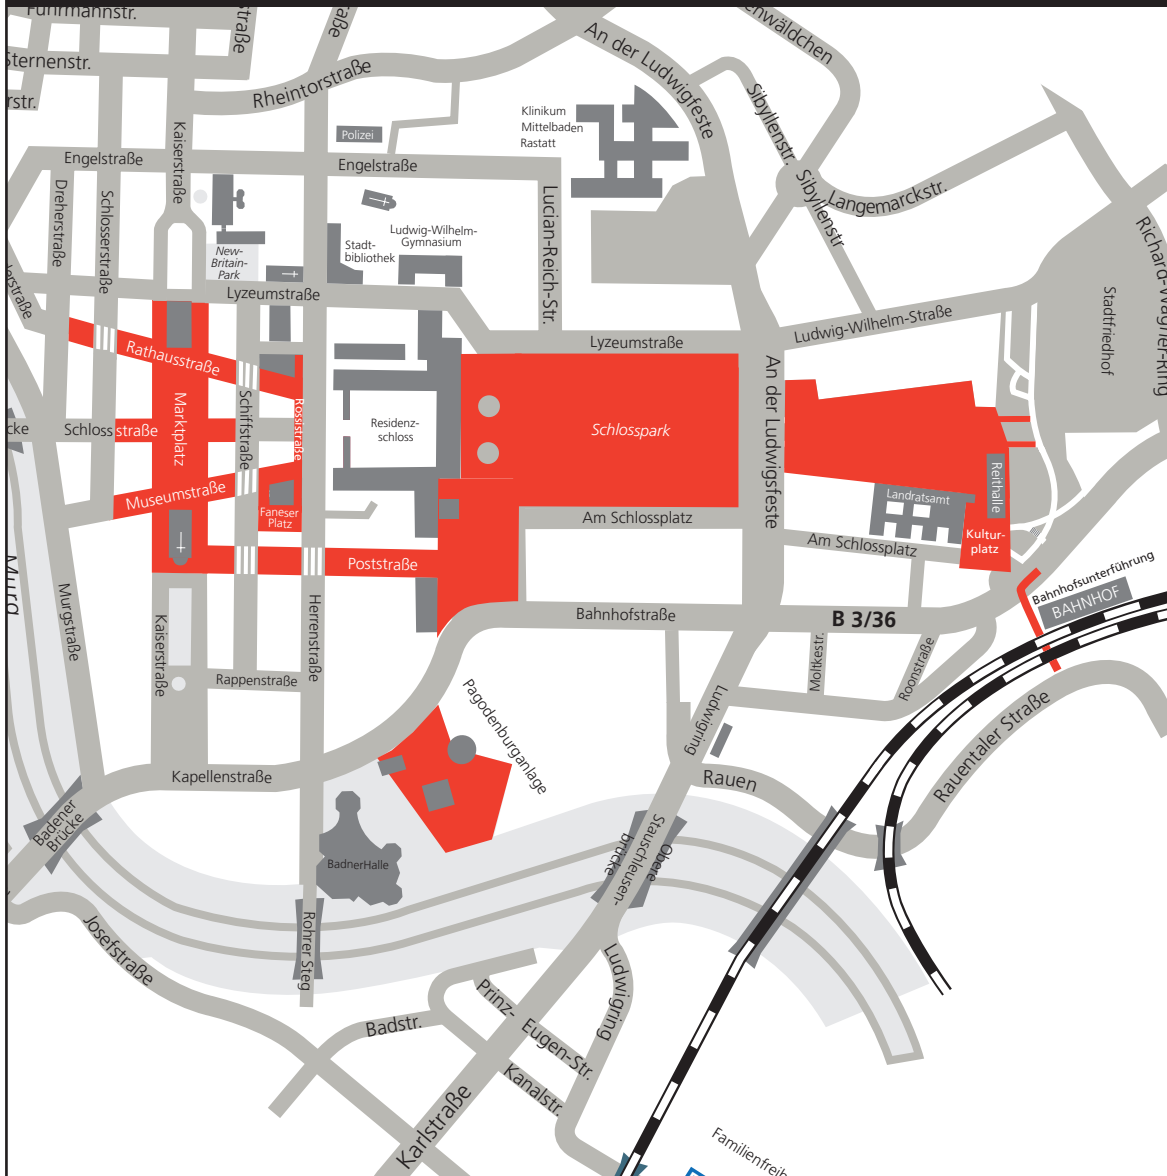 Fuhrmannstr.
straße
enwäldchen
An der Ludwigfeste
Sternenstr.
Rheintorstraße
rstr.
Sibyllenstr.
Klinikum
Mittelbaden
Rastatt
Polizei
Kaiserstraße
Engelstraße
Engelstraße
Dreherstraße
Schlosserstraße
Lucian-Reich-Str.
Sibyllenstr
Langemarckstr.
Richard-Wagner-Ring
Ludwig-Wilhelm-
Gymnasium
Stadt-
bibliothek
New-
Britain-
Park
Lyzeumstraße
Stadtfriedhof
Ludwig-Wilhelm-Straße
Lyzeumstraße
Rathausstraße
An der Ludwigsfeste
Marktplatz
Schiffstraße
Rossistraße
cke
Schlossstraße
Residenz-
schloss
Schlosspark
Museumstraße
Faneser
Platz
Reithalle
Landratsamt
Am Schlossplatz
Am Schlossplatz
Kultur-
platz
Poststraße
Murg
Murgstraße
Kaiserstraße
Herrenstraße
Bahnhofsunterführung
BAHNHOF
Bahnhofstraße
B 3/36
Moltkestr.
Roonstraße
Rappenstraße
Pagodenburganlage
Ludwigring
Rauentaler Straße
Kapellenstraße
Rauen
Badener
Brücke
Obere
Stauschleusen-
brücke
BadnerHalle
Rohrer Steg
Josefstraße
Ludwigring
Prinz-
Eugen-Str.
Badstr.
Kanalstr.
Karlstraße
Familienfreib